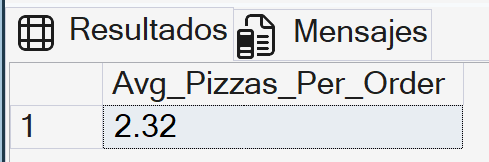 Resultados Mensajes
Avg_Pizzas_Per_Order
1 2.32